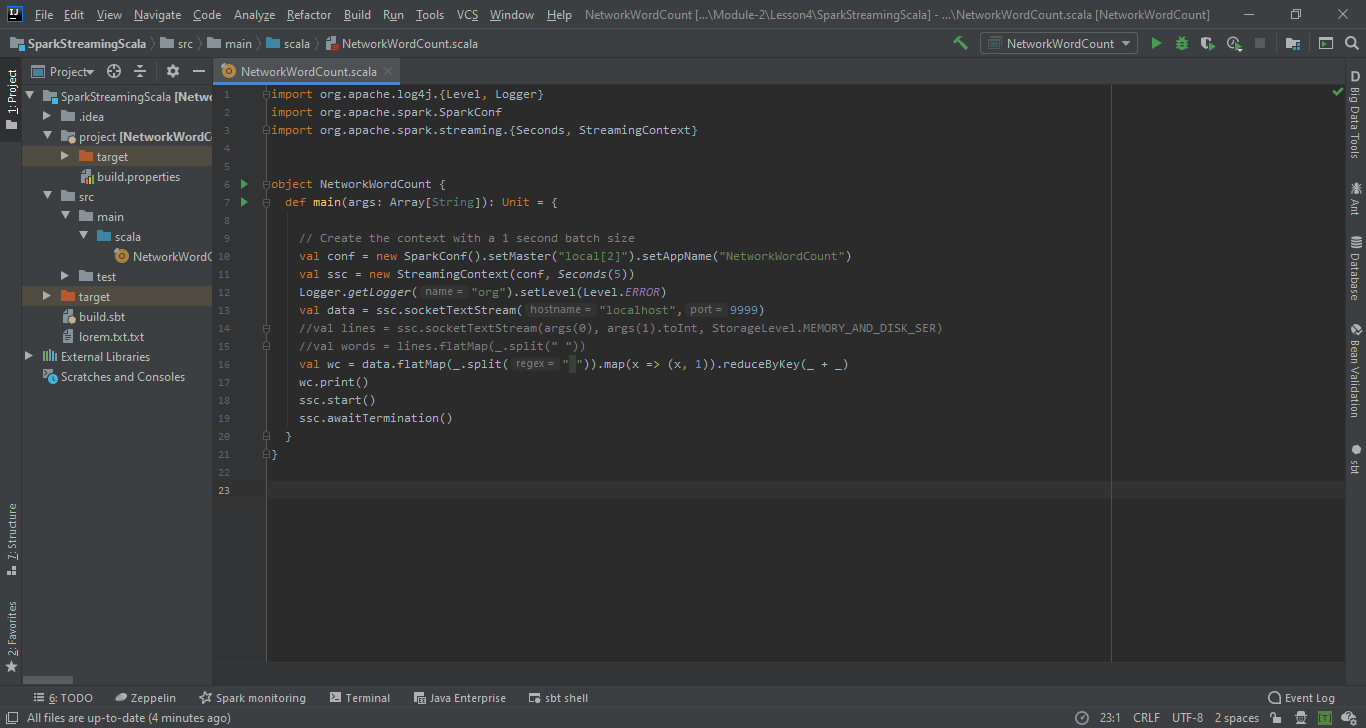 File Edit View Navigate Code Analyze Refactor Build Run Tools VCS Window Help NetworkWordCount [...\Module-2\Lesson4\SparkStreamingScala] - ...\NetworkWordCount.scala [NetworkWordCount]
SparkStreamingScala src main scala NetworkWordCount.scala NetworkWordCount
1: Project
Project
NetworkWordCount.scala
SparkStreamingScala [Netwo
.idea
project [NetworkWordC
target
build.properties
src
main
scala
NetworkWordC
test
target
build.sbt
lorem.txt.txt
External Libraries
Scratches and Consoles
7: Structure
2: Favorites
1 import org.apache.log4j.{Level, Logger}
2 import org.apache.spark.SparkConf
3 import org.apache.spark.streaming.{Seconds, StreamingContext}
4
5
6 object NetworkWordCount {
7 def main(args: Array[String]): Unit = {
8
9 // Create the context with a 1 second batch size
10 val conf = new SparkConf().setMaster("local[2]").setAppName("NetworkWordCount")
11 val ssc = new StreamingContext(conf, Seconds(5))
12 Logger.getLogger( name = "org").setLevel(Level.ERROR)
13 val data = ssc.socketTextStream( hostname = "localhost", port = 9999)
14 //val lines = ssc.socketTextStream(args(0), args(1).toInt, StorageLevel.MEMORY_AND_DISK_SER)
15 //val words = lines.flatMap(_.split(" "))
16 val wc = data.flatMap(_.split( regex = " ")).map(x => (x, 1)).reduceByKey(_ + _)
17 wc.print()
18 ssc.start()
19 ssc.awaitTermination()
20 }
21 }
22
23
D Big Data Tools
Ant
Database
Bean Validation
sbt
6: TODO Zeppelin Spark monitoring Terminal Java Enterprise sbt shell Event Log
All files are up-to-date (4 minutes ago) 23:1 CRLF UTF-8 2 spaces [T]